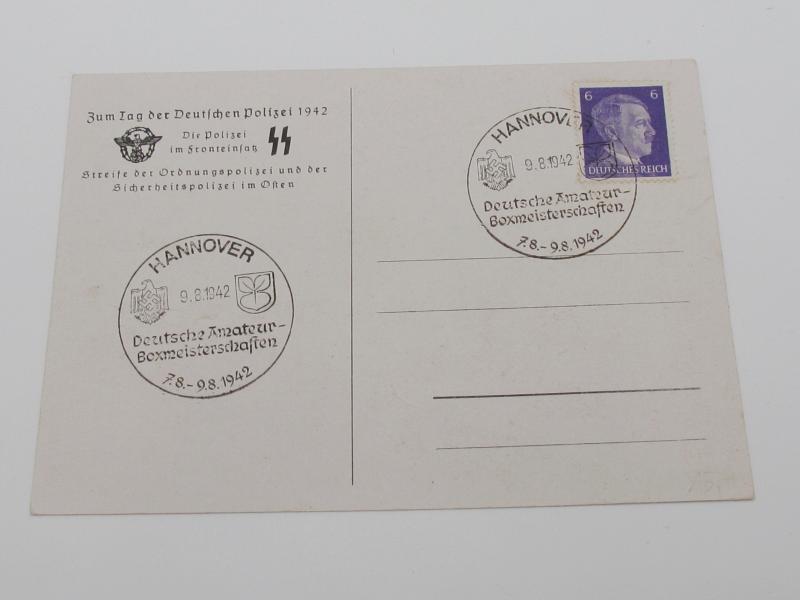 Zum Tag der Deutschen Polizei 1942
Die Polizei
im Fronteinsatz
SS
Streife der Ordnungspolizei und der
Sicherheitspolizei im Osten
HANNOVER
9.8.1942
Deutsche Amateur-
Boxmeisterschaften
7.8.-9.8.1942
6 6
DEUTSCHES REICH
HANNOVER
9.8.1942
Deutsche Amateur-
Boxmeisterschaften
7.8.-9.8.1942